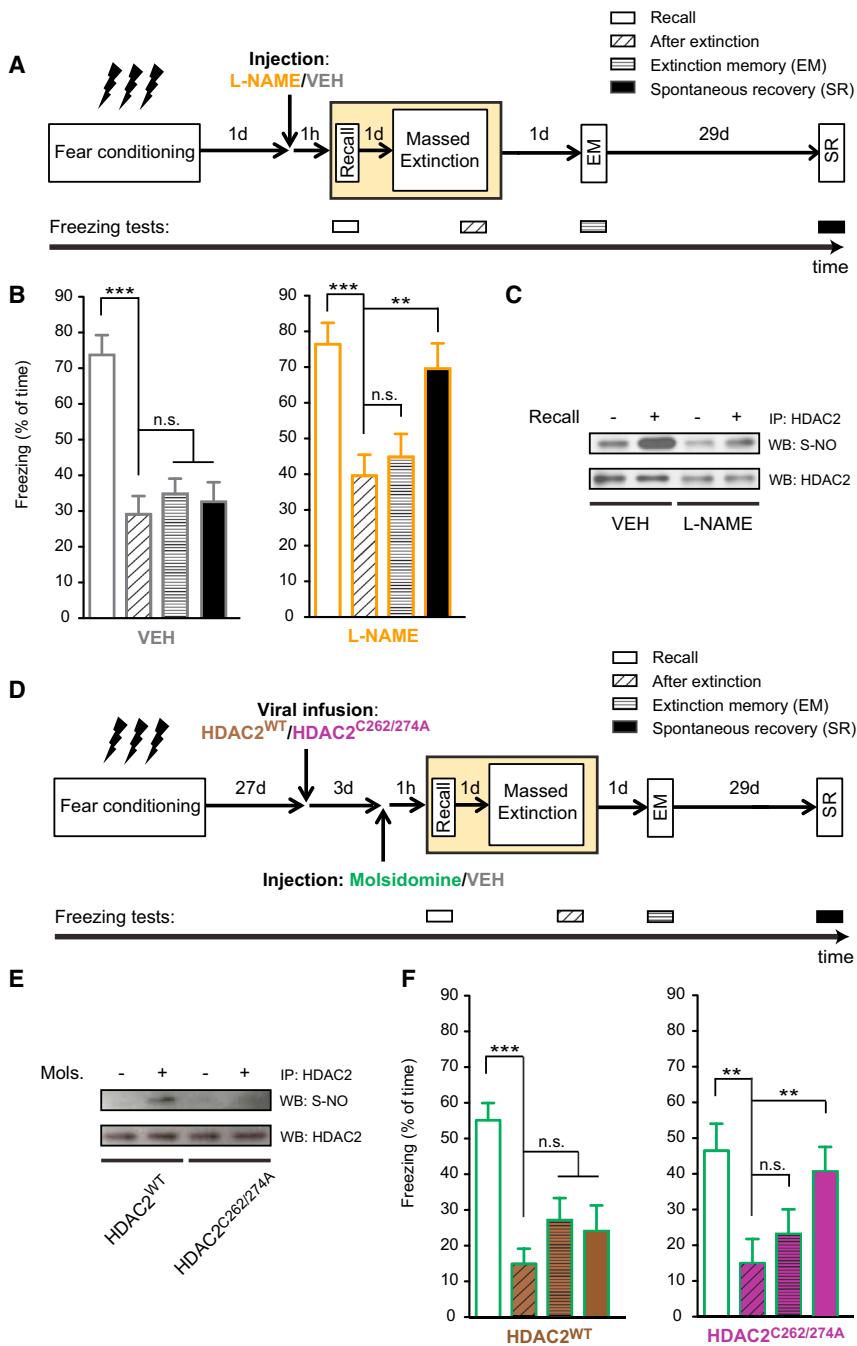 Recall
After extinction
Extinction memory (EM)
Spontaneous recovery (SR)
A
Injection:
L-NAME/VEH
Fear conditioning
1d
1h
Recall
1d
Massed
Extinction
1d
EM
29d
SR
Freezing tests:
time
B
Freezing (% of time)
90
80
70
60
50
40
30
20
10
0
***
n.s.
VEH
90
80
70
60
50
40
30
20
10
0
***
**
n.s.
L-NAME
C
Recall - + - + IP: HDAC2
WB: S-NO
WB: HDAC2
VEH L-NAME
Recall
After extinction
Extinction memory (EM)
Spontaneous recovery (SR)
D
Viral infusion:
HDAC2WT/HDAC2C262/274A
Fear conditioning
27d
3d
1h
Recall
1d
Massed
Extinction
1d
EM
29d
SR
Injection: Molsidomine/VEH
Freezing tests:
time
E
Mols. - + - + IP: HDAC2
WB: S-NO
WB: HDAC2
HDAC2WT
HDAC2C262/274A
F
Freezing (% of time)
90
80
70
60
50
40
30
20
10
0
***
n.s.
HDAC2WT
90
80
70
60
50
40
30
20
10
0
**
**
n.s.
HDAC2C262/274A